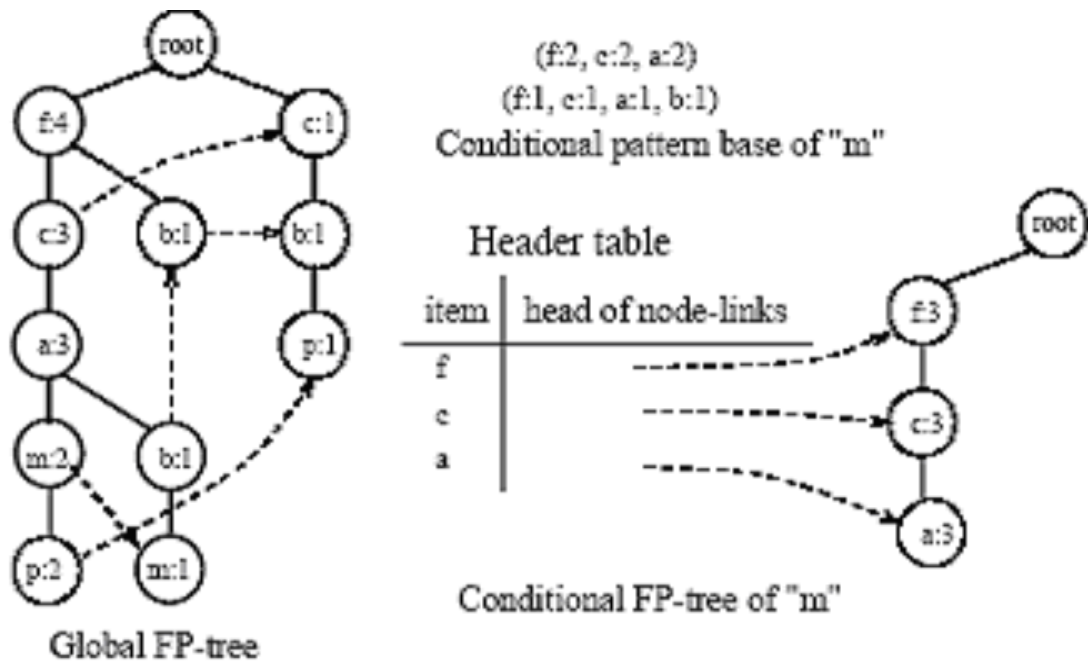 root
f:4
c:1
c:3
b:1
b:1
a:3
p:1
m:2
b:1
p:2
m:1
Global FP-tree
(f:2, c:2, a:2)
(f:1, c:1, a:1, b:1)
Conditional pattern base of "m"
Header table
item head of node-links
f
c
a
root
f:3
c:3
a:3
Conditional FP-tree of "m"